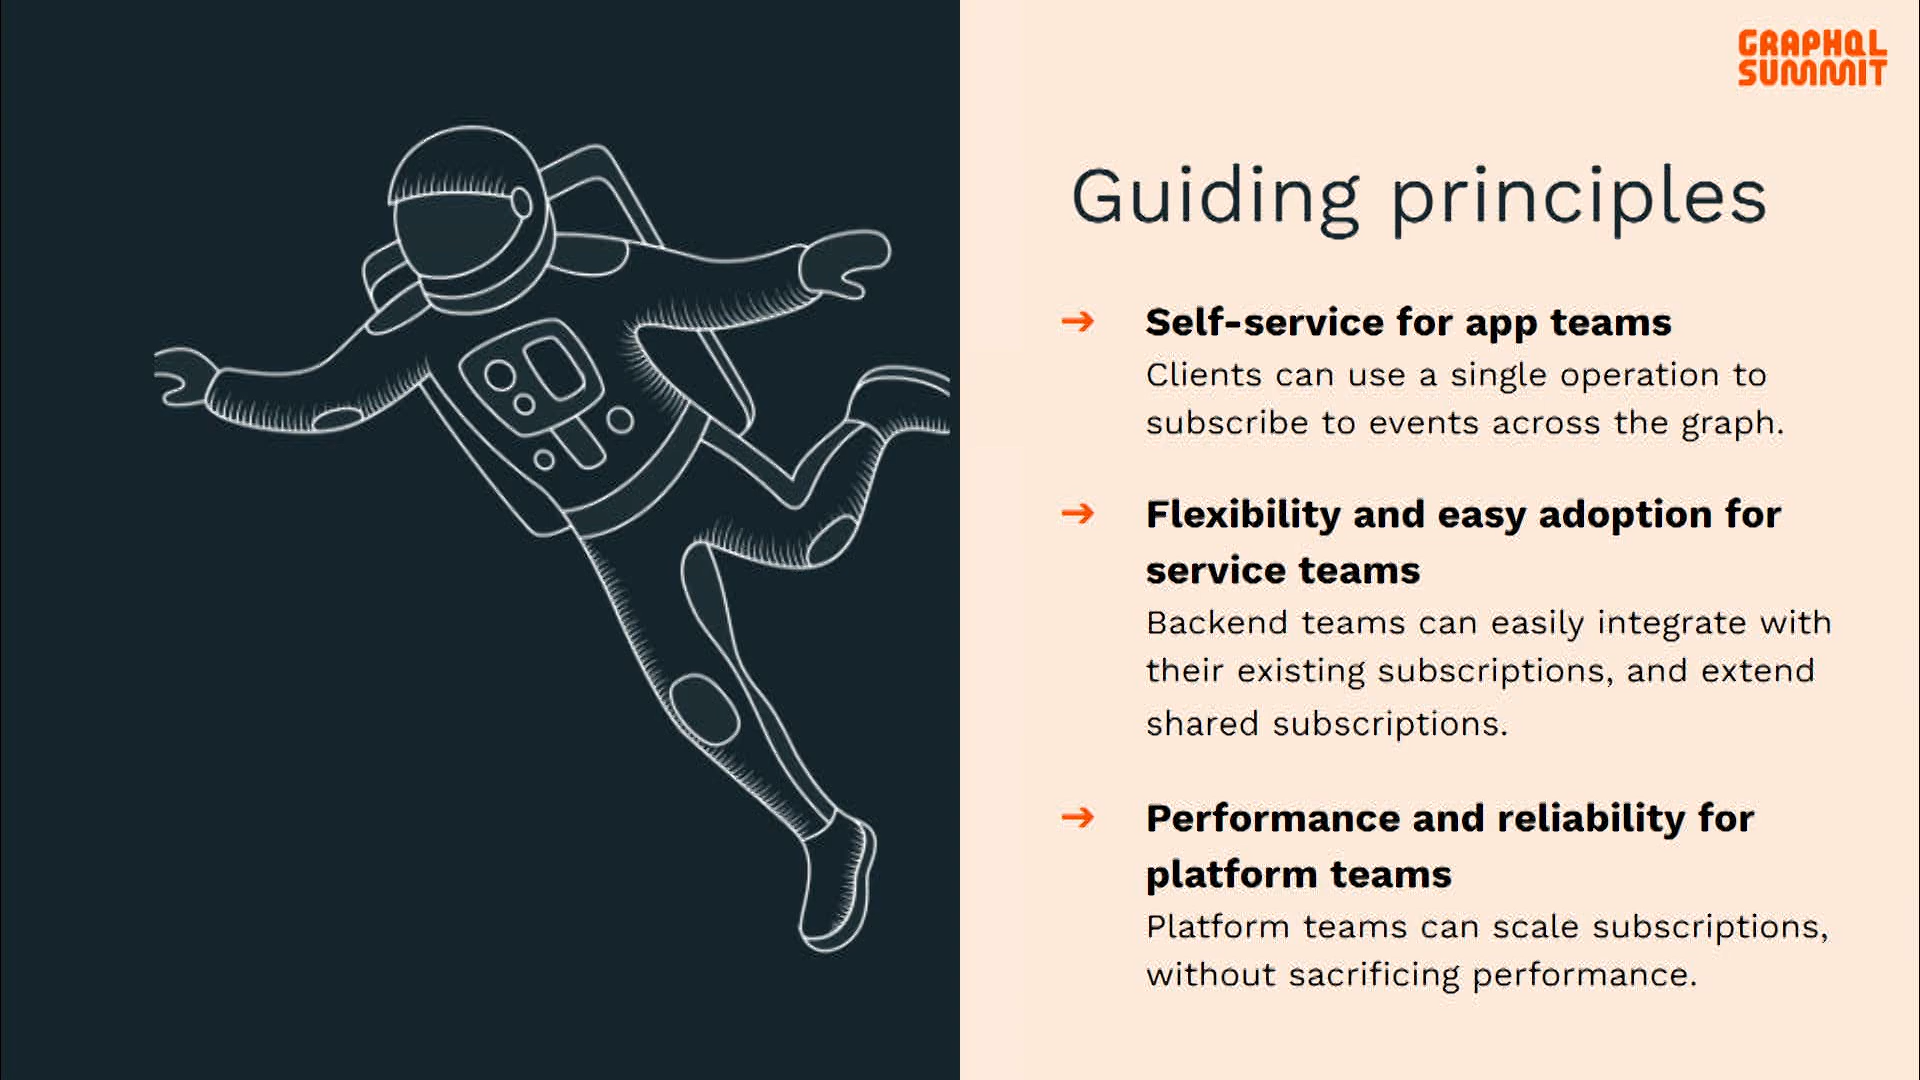 GRAPHQL
SUMMIT
Guiding principles
→ Self-service for app teams
Clients can use a single operation to
subscribe to events across the graph.
→ Flexibility and easy adoption for
service teams
Backend teams can easily integrate with
their existing subscriptions, and extend
shared subscriptions.
→ Performance and reliability for
platform teams
Platform teams can scale subscriptions,
without sacrificing performance.